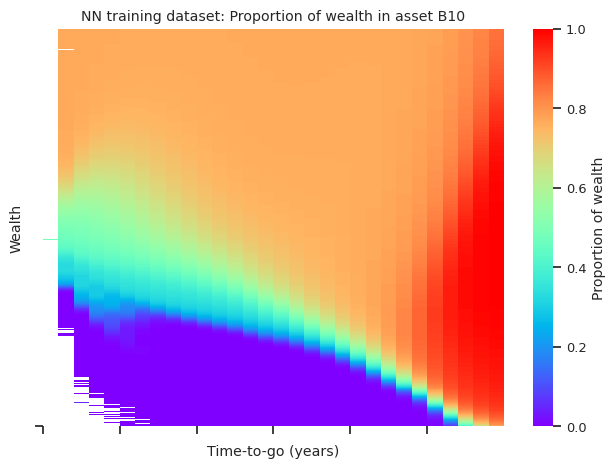 NN training dataset: Proportion of wealth in asset B10
Wealth
Time-to-go (years)
1.0
0.8
0.6
0.4
0.2
0.0
Proportion of wealth